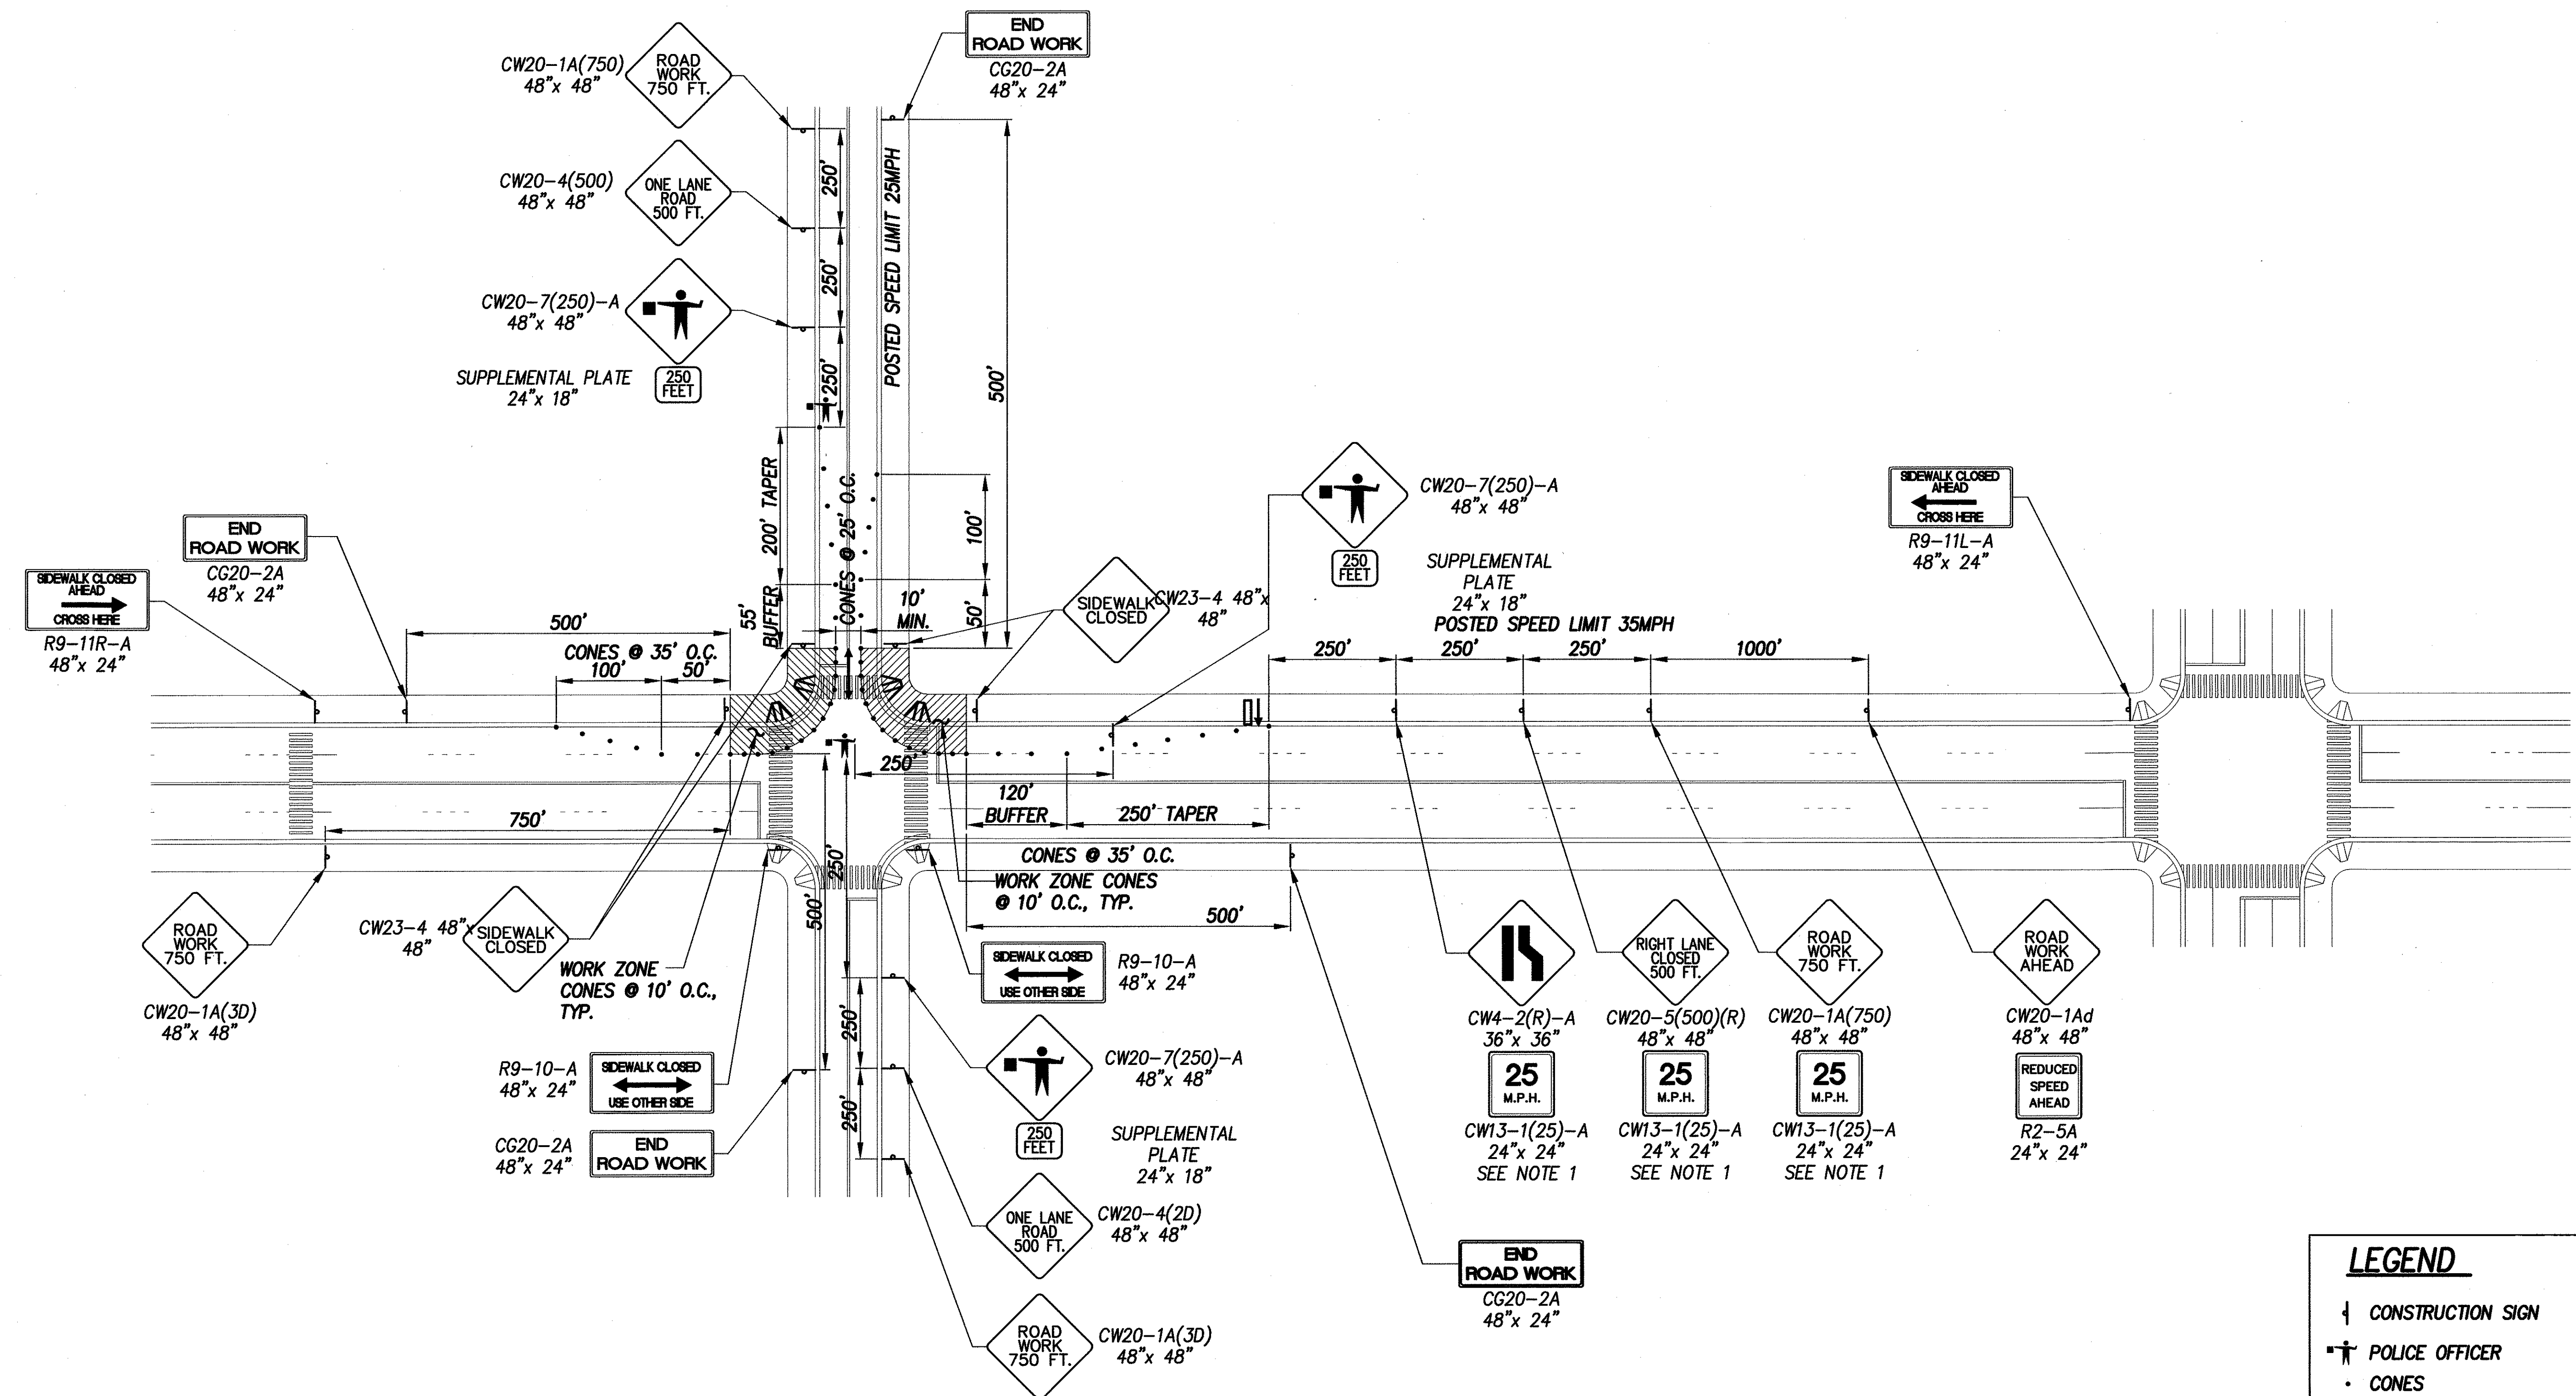 END
ROAD WORK
CG20-2A
48"x 24"
CW20-1A(750)
48"x 48"
ROAD
WORK
750 FT.
CW20-4(500)
48"x 48"
ONE LANE
ROAD
500 FT.
CW20-7(250)-A
48"x 48"
SUPPLEMENTAL PLATE
24"x 18"
250
FEET
250'
250'
250'
POSTED SPEED LIMIT 25MPH
500'
200' TAPER
55'
BUFFER
CONES @ 25' O.C.
100'
50'
10'
MIN.
END
ROAD WORK
CG20-2A
48"x 24"
SIDEWALK CLOSED
AHEAD
CROSS HERE
R9-11R-A
48"x 24"
500'
CONES @ 35' O.C.
100'
50'
SIDEWALK
CLOSED
CW23-4 48"x
48"
250
FEET
CW20-7(250)-A
48"x 48"
SUPPLEMENTAL
PLATE
24"x 18"
POSTED SPEED LIMIT 35MPH
250'
250'
250'
1000'
SIDEWALK CLOSED
AHEAD
CROSS HERE
R9-11L-A
48"x 24"
250'
120'
BUFFER
250' TAPER
750'
250'
500'
CONES @ 35' O.C.
WORK ZONE CONES
@ 10' O.C., TYP.
500'
ROAD
WORK
750 FT.
CW20-1A(3D)
48"x 48"
CW23-4 48"x
48"
SIDEWALK
CLOSED
WORK ZONE
CONES @ 10' O.C.,
TYP.
R9-10-A
48"x 24"
SIDEWALK CLOSED
USE OTHER SIDE
CG20-2A
48"x 24"
END
ROAD WORK
250'
250'
SIDEWALK CLOSED
USE OTHER SIDE
R9-10-A
48"x 24"
CW20-7(250)-A
48"x 48"
250
FEET
SUPPLEMENTAL
PLATE
24"x 18"
ONE LANE
ROAD
500 FT.
CW20-4(2D)
48"x 48"
ROAD
WORK
750 FT.
CW20-1A(3D)
48"x 48"
CW4-2(R)-A
36"x 36"
25
M.P.H.
CW13-1(25)-A
24"x 24"
SEE NOTE 1
RIGHT LANE
CLOSED
500 FT.
CW20-5(500)(R)
48"x 48"
25
M.P.H.
CW13-1(25)-A
24"x 24"
SEE NOTE 1
ROAD
WORK
750 FT.
CW20-1A(750)
48"x 48"
25
M.P.H.
CW13-1(25)-A
24"x 24"
SEE NOTE 1
ROAD
WORK
AHEAD
CW20-1Ad
48"x 48"
REDUCED
SPEED
AHEAD
R2-5A
24"x 24"
END
ROAD WORK
CG20-2A
48"x 24"
LEGEND
CONSTRUCTION SIGN
POLICE OFFICER
CONES